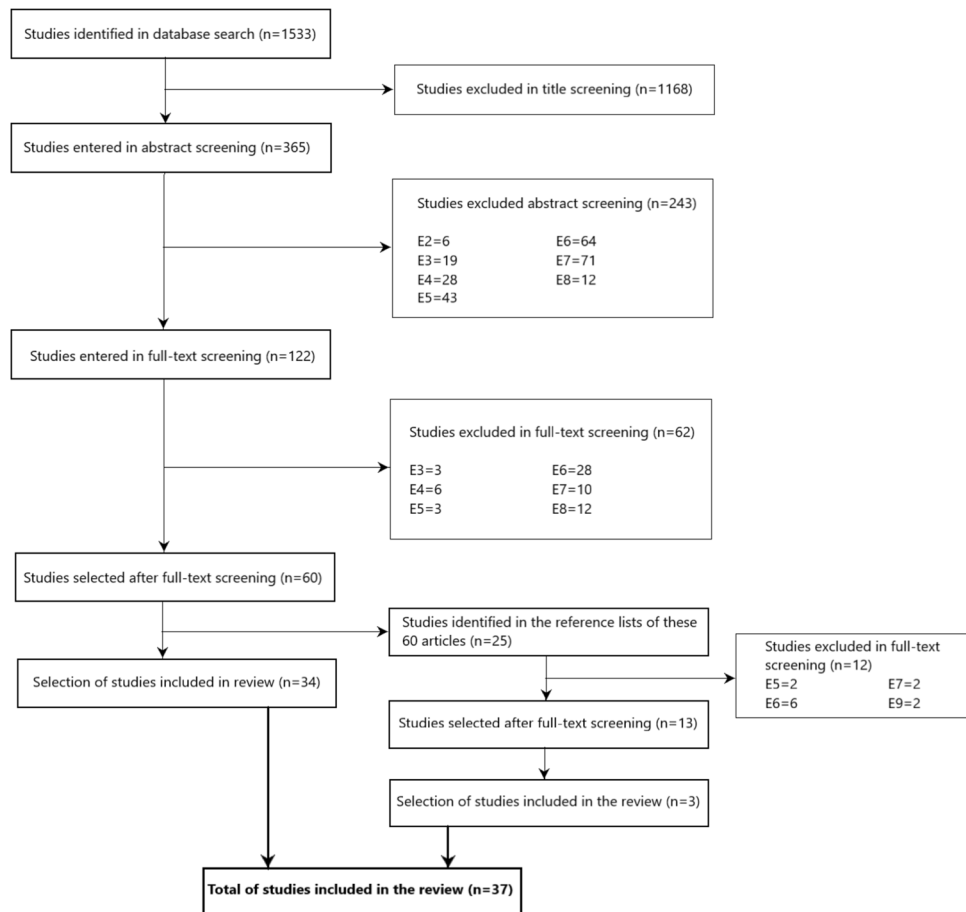 Studies identified in database search (n=1533)
Studies excluded in title screening (n=1168)
Studies entered in abstract screening (n=365)
Studies excluded abstract screening (n=243)
E2=6 E6=64
E3=19 E7=71
E4=28 E8=12
E5=43
Studies entered in full-text screening (n=122)
Studies excluded in full-text screening (n=62)
E3=3 E6=28
E4=6 E7=10
E5=3 E8=12
Studies selected after full-text screening (n=60)
Studies identified in the reference lists of these
60 articles (n=25)
Studies excluded in full-text
screening (n=12)
E5=2 E7=2
E6=6 E9=2
Selection of studies included in review (n=34)
Studies selected after full-text screening (n=13)
Selection of studies included in the review (n=3)
Total of studies included in the review (n=37)